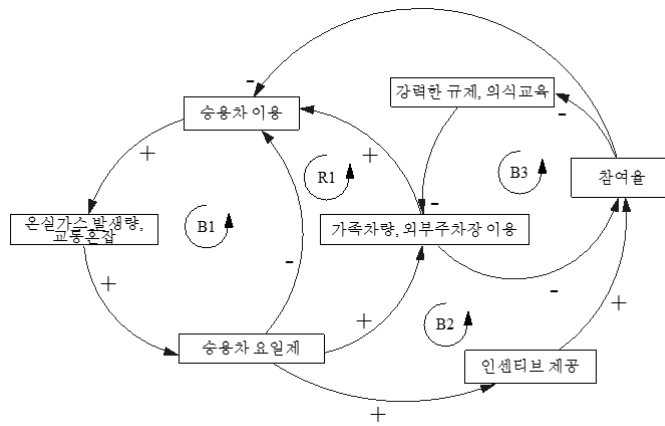 -
강력한 규제, 의식교육
승용차 이용
-
+
+
R1
B3
참여율
온실가스 발생량,
교통혼잡
B1
-
가족차량, 외부주차장 이용
-
+
-
+
B2
+
승용차 요일제
인센티브 제공
+